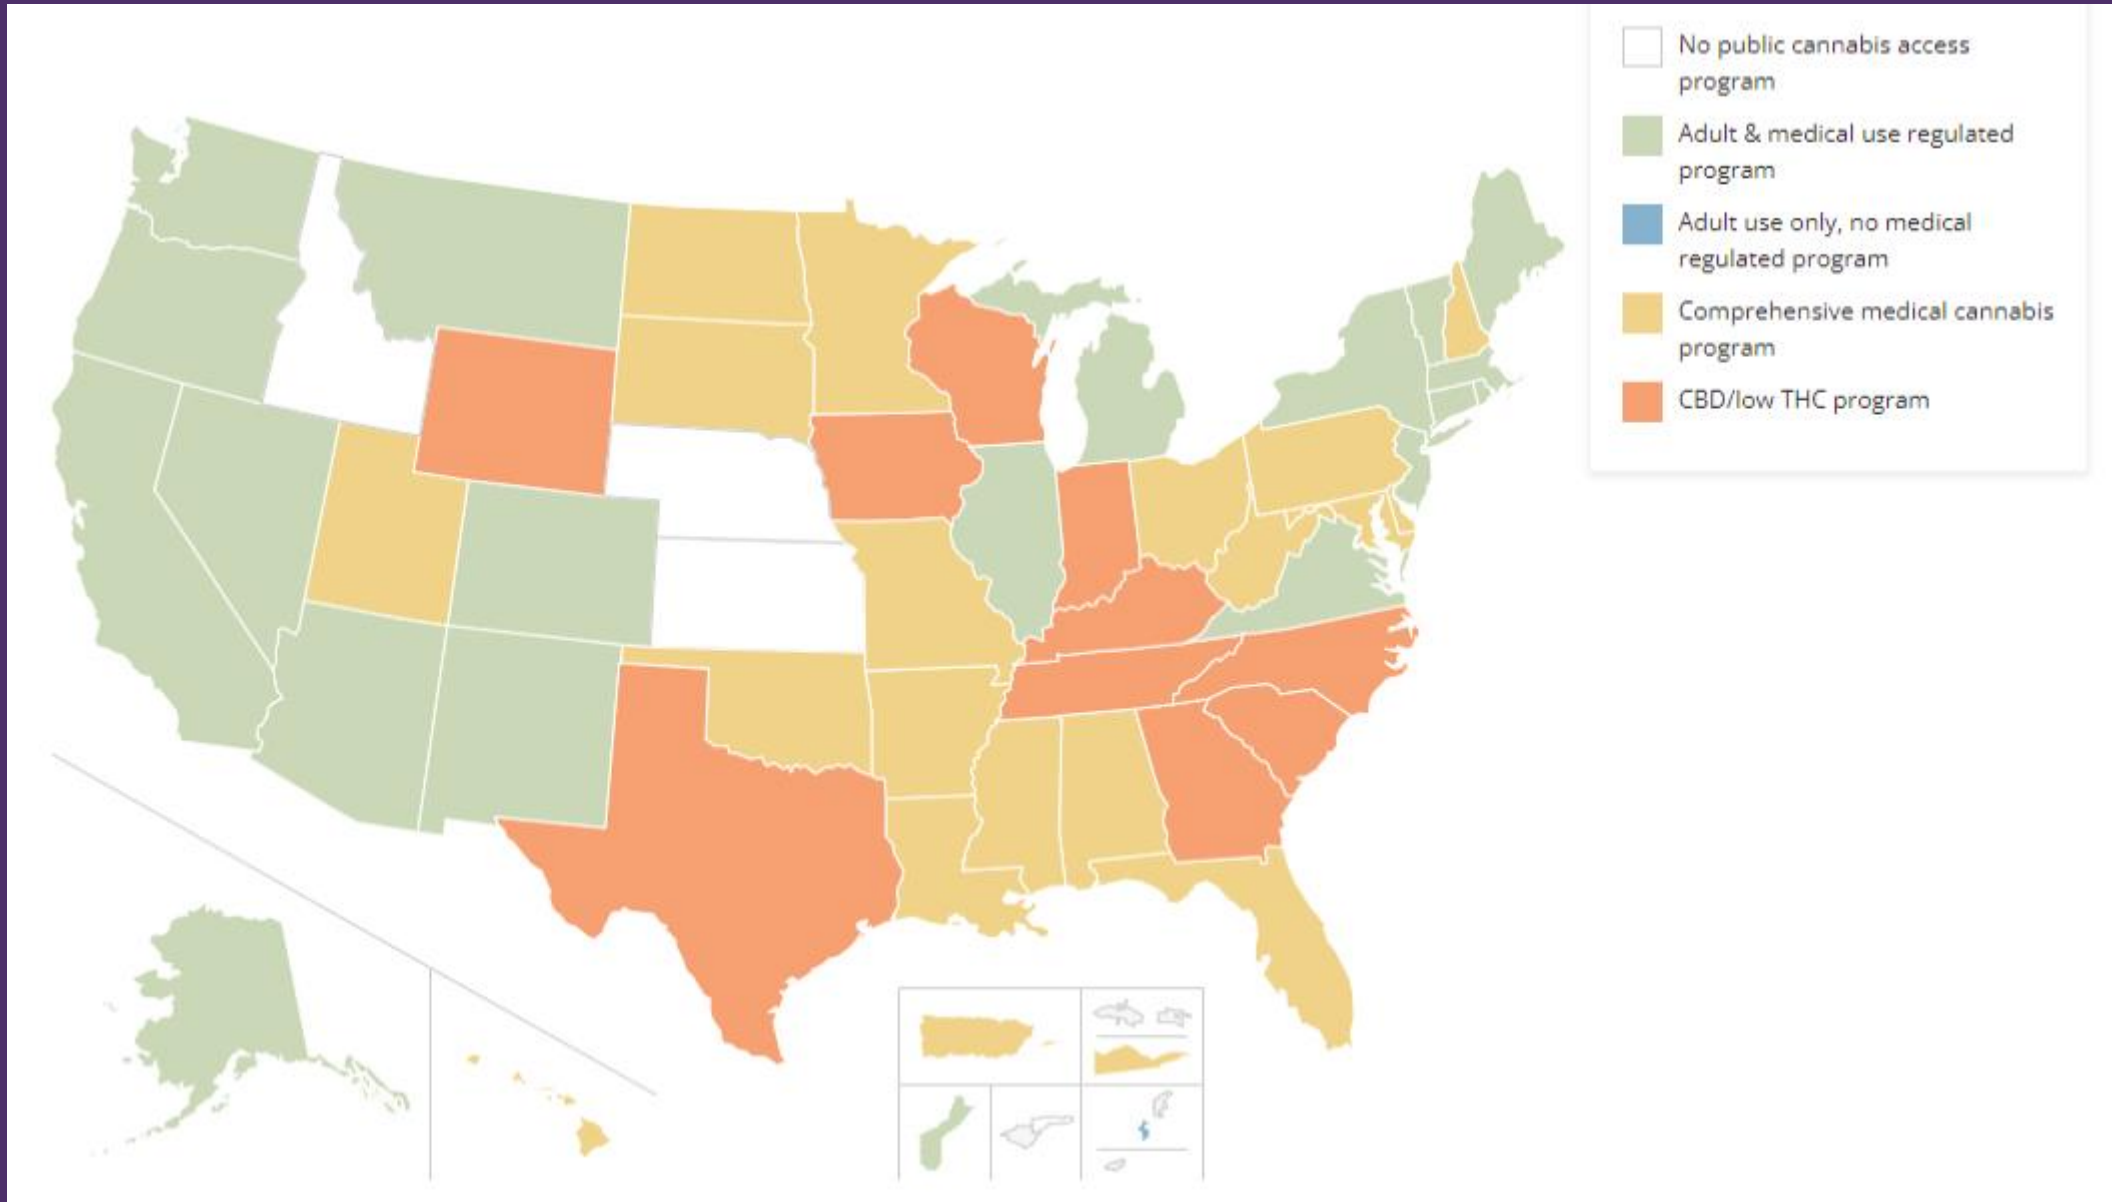 No public cannabis access
program
Adult & medical use regulated
program
Adult use only, no medical
regulated program
Comprehensive medical cannabis
program
CBD/low THC program